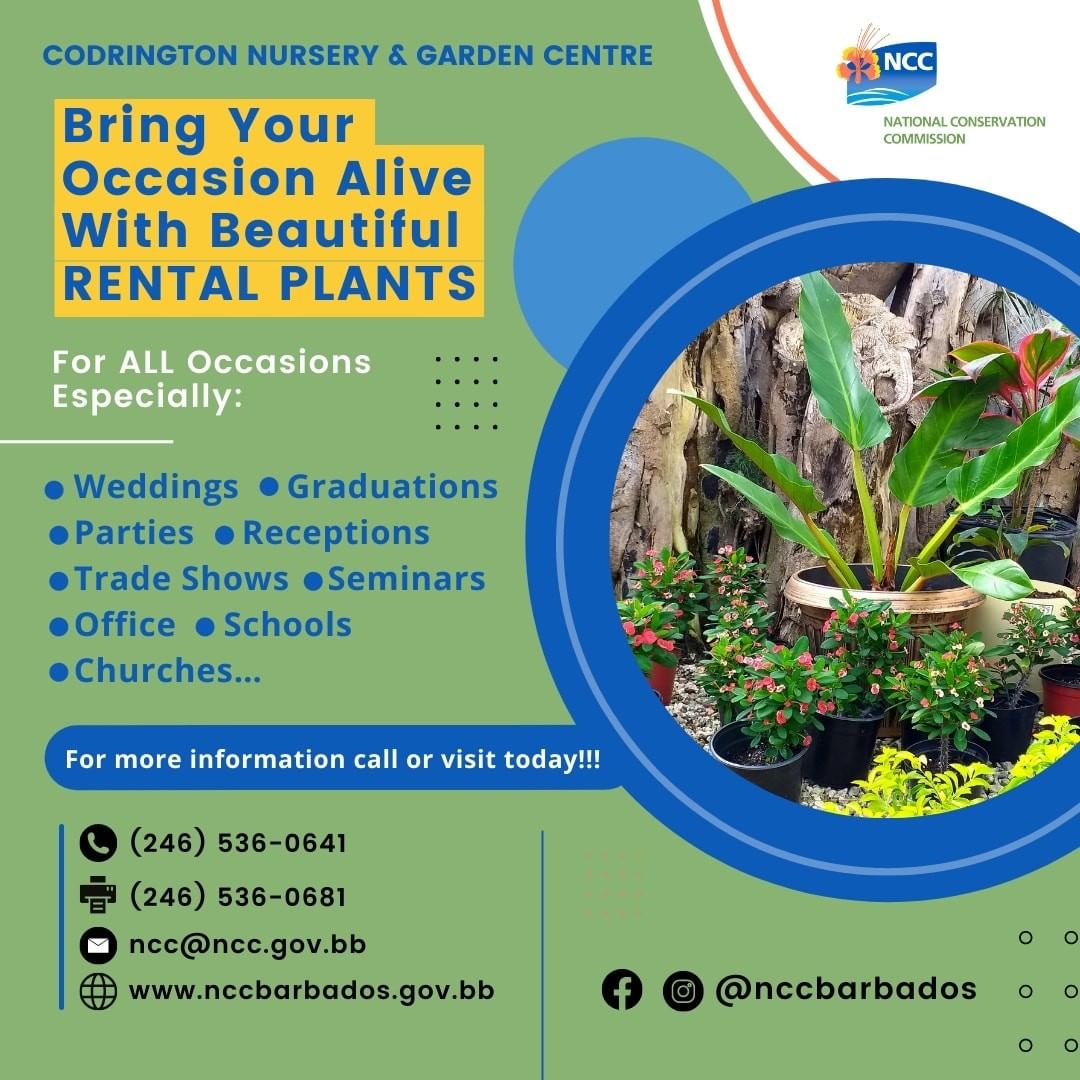 CODRINGTON NURSERY & GARDEN CENTRE
NCC
NATIONAL CONSERVATION
COMMISSION
Bring Your
Occasion Alive
With Beautiful
RENTAL PLANTS
For ALL Occasions
Especially:
• Weddings • Graduations
• Parties • Receptions
• Trade Shows • Seminars
• Office • Schools
• Churches...
For more information call or visit today!!!
(246) 536-0641
(246) 536-0681
ncc@ncc.gov.bb
www.nccbarbados.gov.bb
@nccbarbados